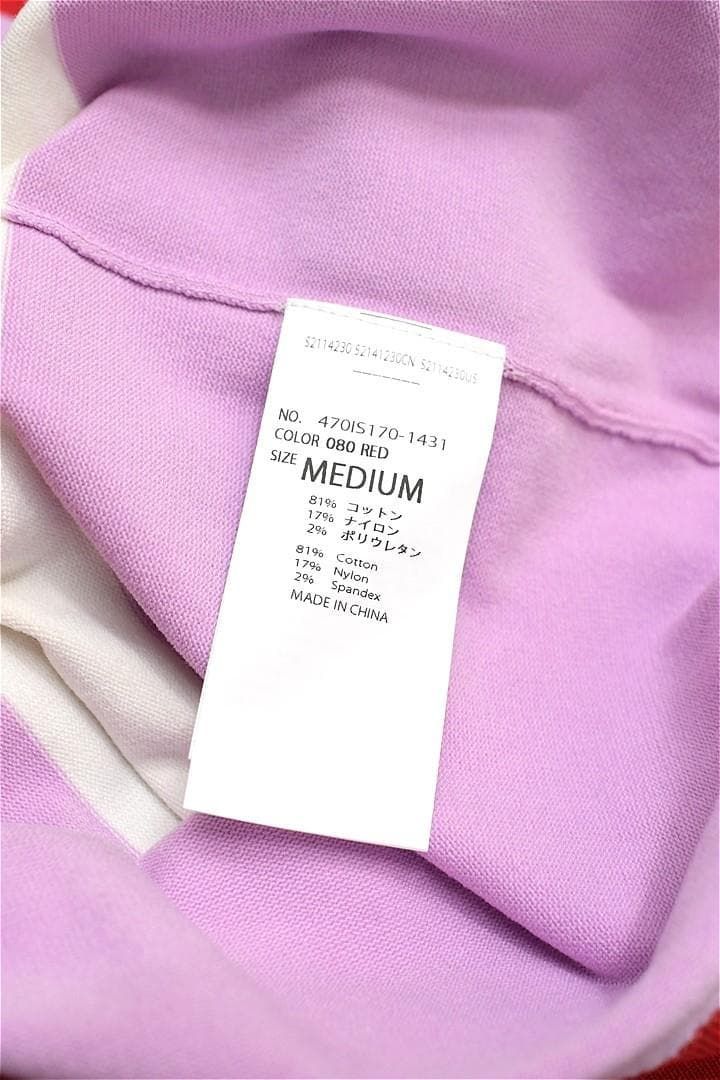 S2114230 S2141230CN S2114230US
NO. 470IS170-1431
COLOR 080 RED
SIZE MEDIUM
81% コットン
17% ナイロン
2% ポリウレタン
81% Cotton
17% Nylon
2% Spandex
MADE IN CHINA